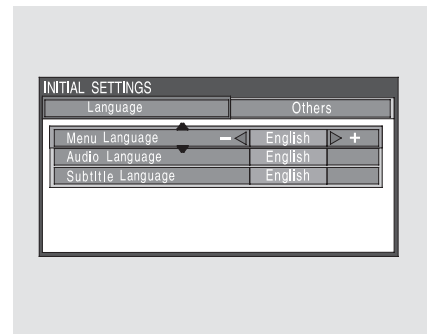 INITIAL SETTINGS
Language Others
Menu Language − English +
Audio Language English
Subtitle Language English